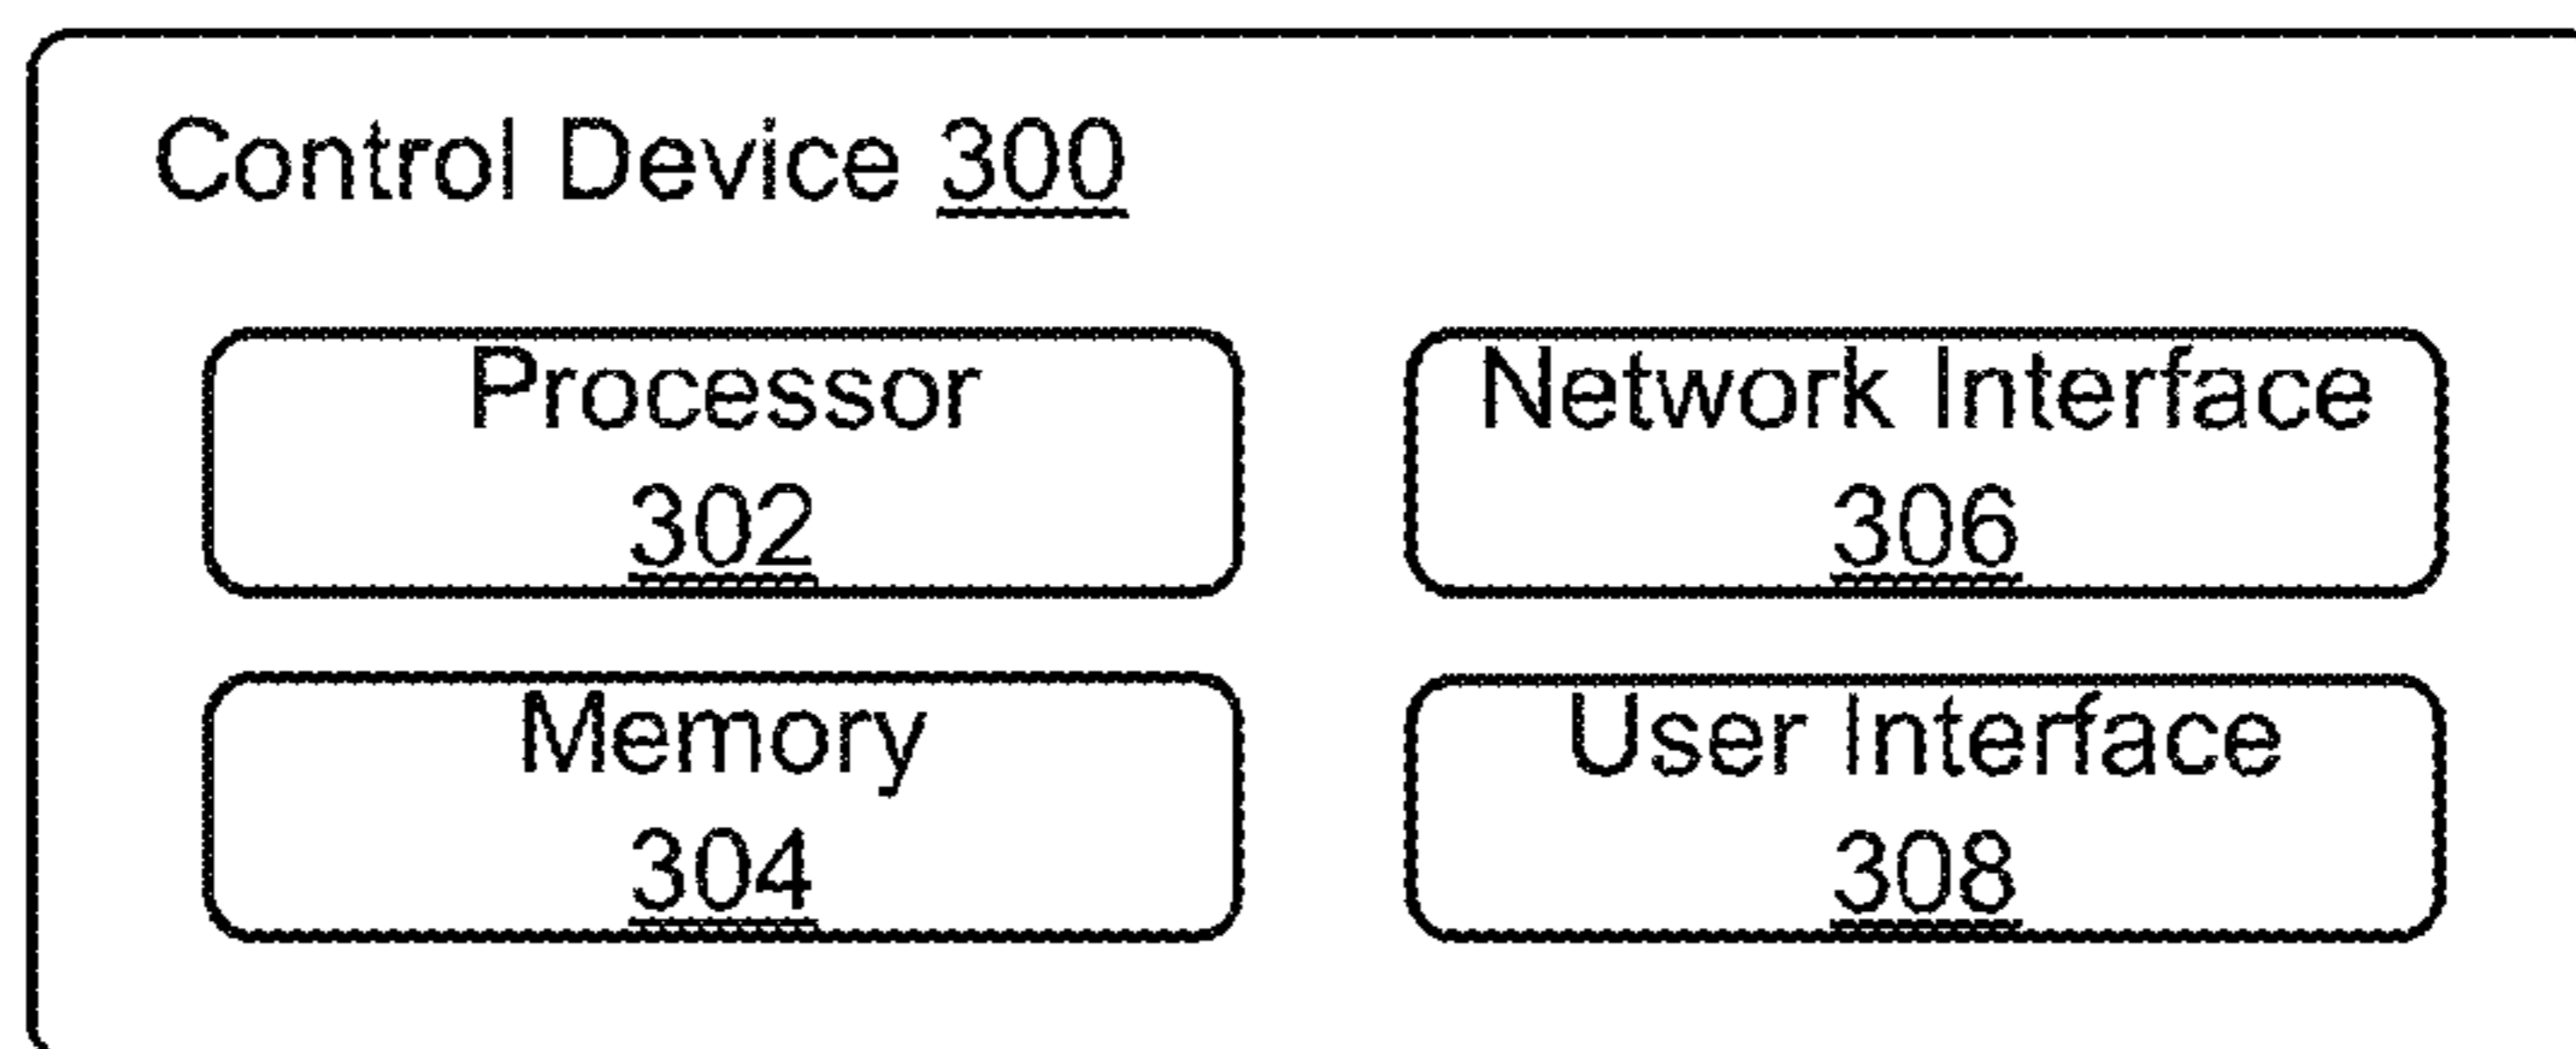 Control Device 300
Processor
302
Network Interface
306
Memory
304
User Interface
308